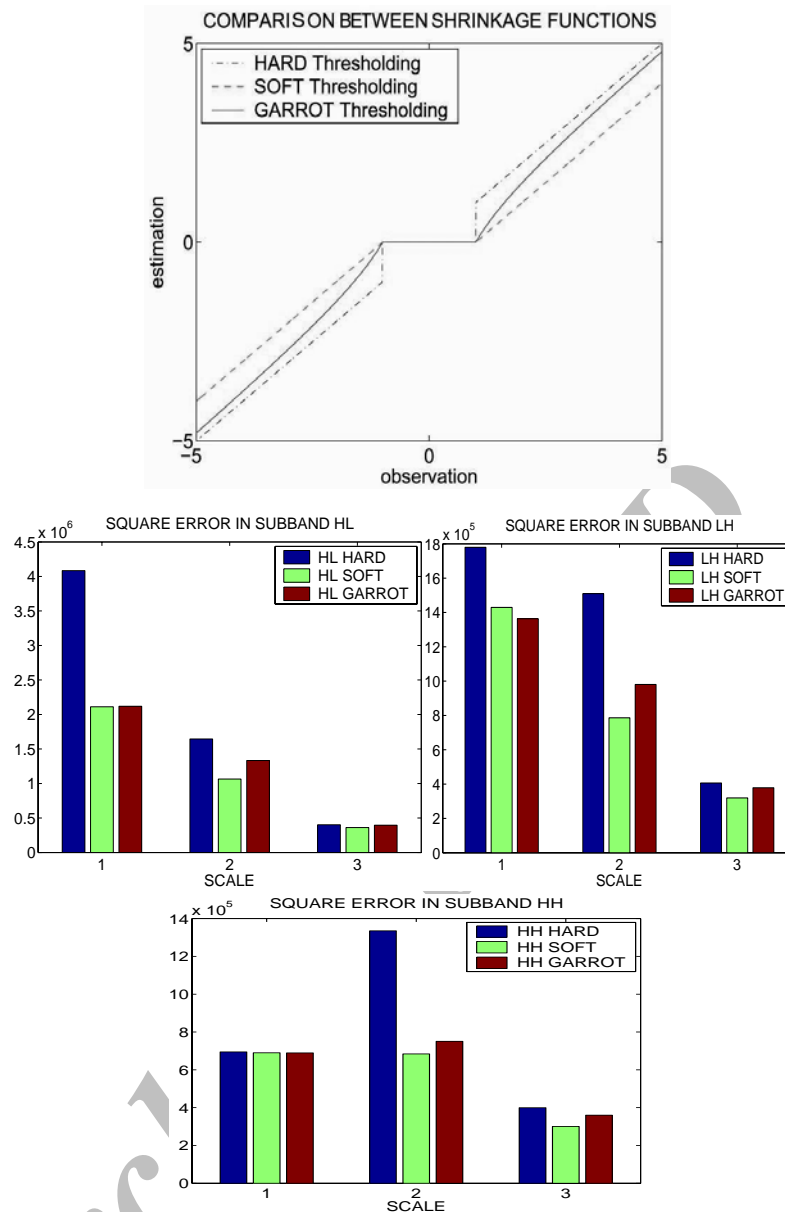 COMPARISON BETWEEN SHRINKAGE FUNCTIONS
5
HARD Thresholding
SOFT Thresholding
GARROT Thresholding
estimation
0
−5
−5
0
5
observation
SQUARE ERROR IN SUBBAND HL
x 10^6
4.5
4
3.5
3
2.5
2
1.5
1
0.5
0
HL HARD
HL SOFT
HL GARROT
1
2
3
SCALE
SQUARE ERROR IN SUBBAND LH
x 10^5
18
16
14
12
10
8
6
4
2
0
LH HARD
LH SOFT
LH GARROT
1
2
3
SCALE
SQUARE ERROR IN SUBBAND HH
x 10^5
14
12
10
8
6
4
2
0
HH HARD
HH SOFT
HH GARROT
1
2
3
SCALE